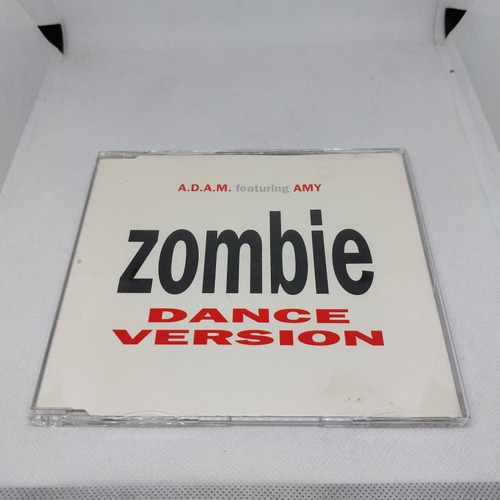 A.D.A.M. featuring AMY
zombie
DANCE
VERSION